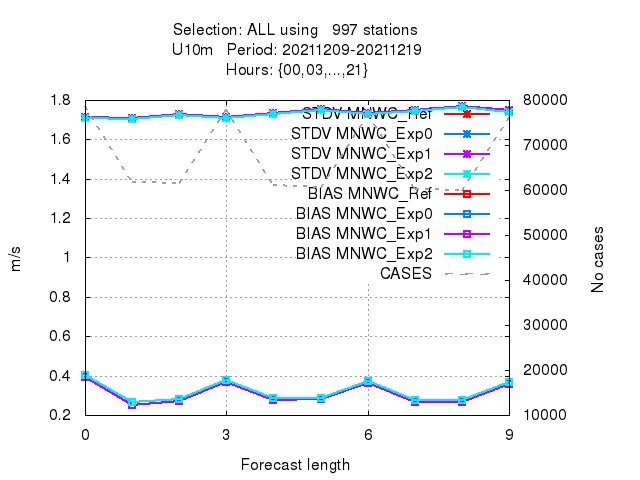 Selection: ALL using 997 stations
U10m Period: 20211209-20211219
Hours: {00,03,...,21}
1.8
1.6
1.4
1.2
1
0.8
0.6
0.4
0.2
80000
70000
60000
50000
40000
30000
20000
10000
STDV MNWC_Ref
STDV MNWC_Exp0
STDV MNWC_Exp1
STDV MNWC_Exp2
BIAS MNWC_Ref
BIAS MNWC_Exp0
BIAS MNWC_Exp1
BIAS MNWC_Exp2
CASES
m/s
No cases
0 3 6 9
Forecast length